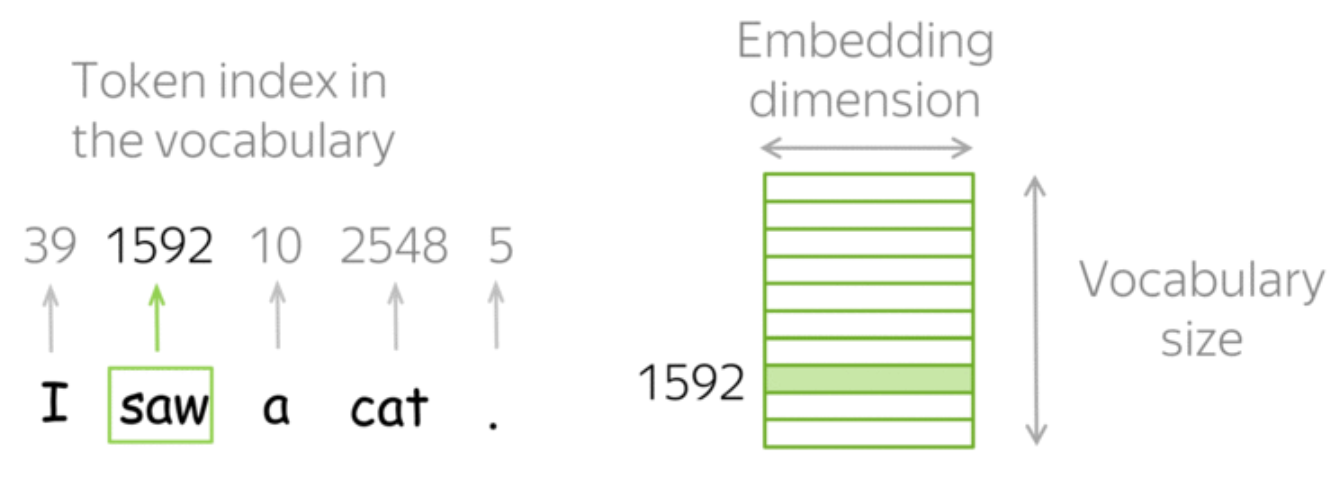 Token index in
the vocabulary
39 1592 10 2548 5
I saw a cat .
Embedding
dimension
1592
Vocabulary
size